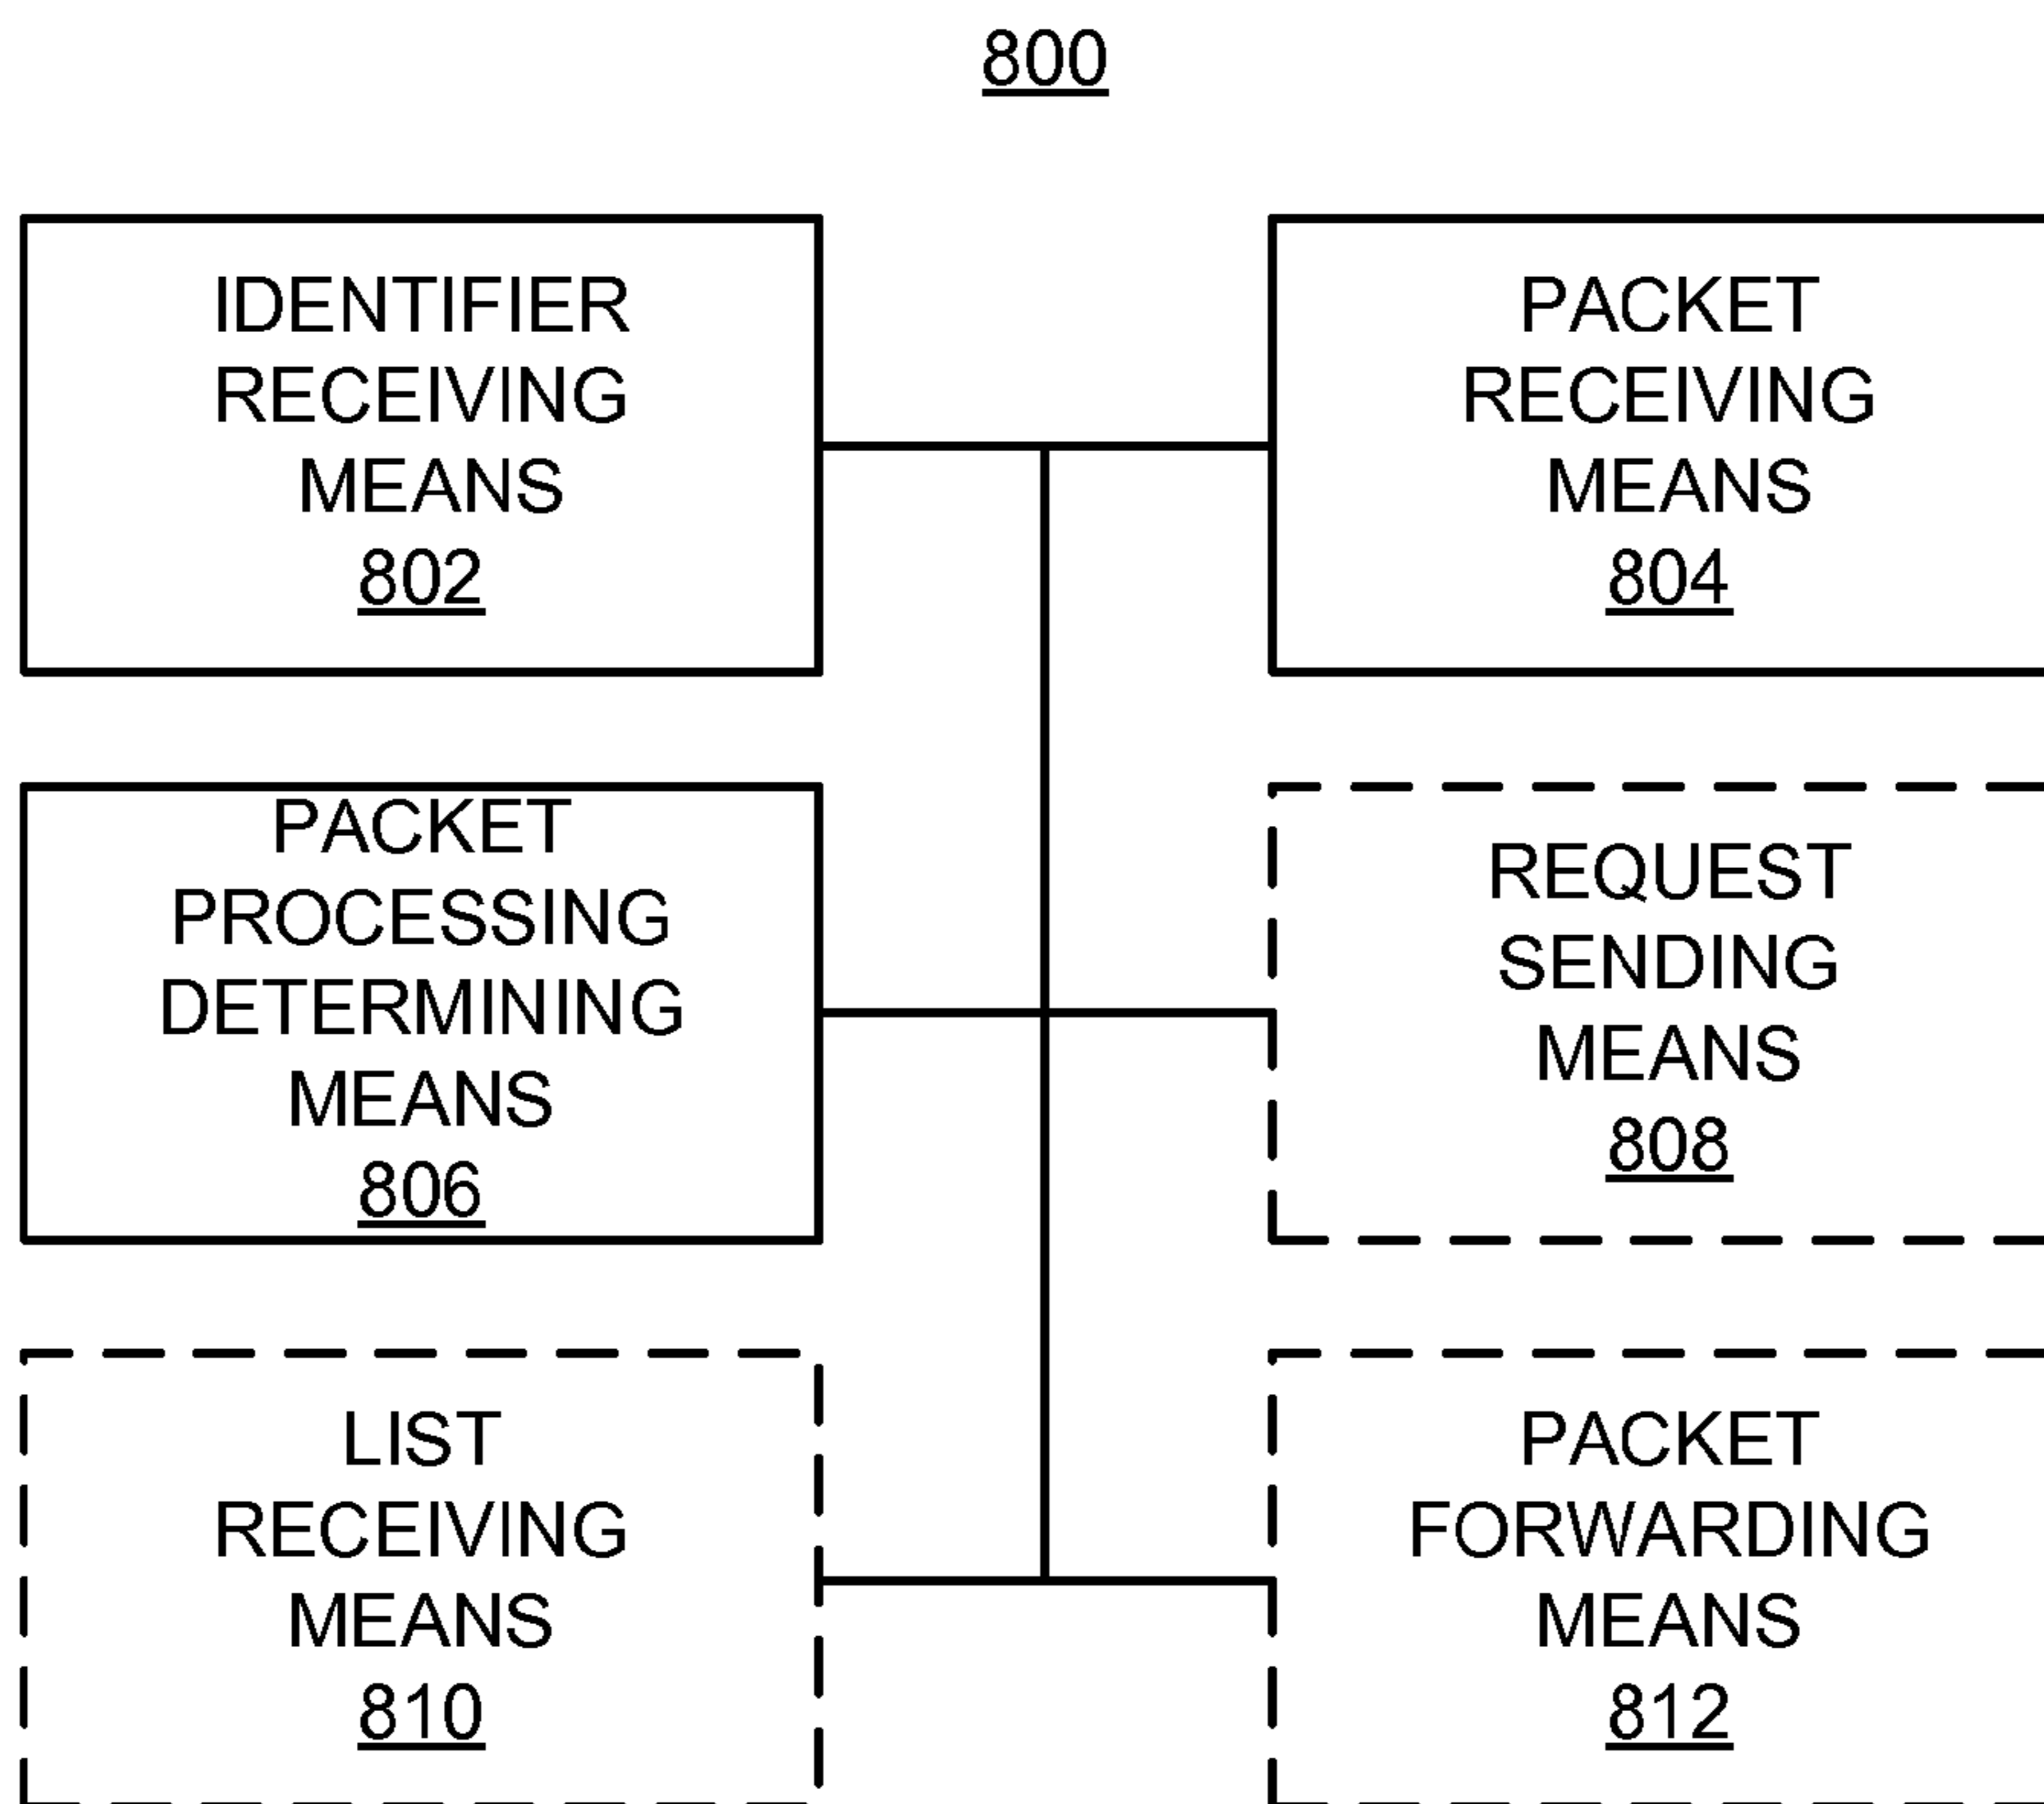 800
IDENTIFIER
RECEIVING
MEANS
802
PACKET
RECEIVING
MEANS
804
PACKET
PROCESSING
DETERMINING
MEANS
806
REQUEST
SENDING
MEANS
808
LIST
RECEIVING
MEANS
810
PACKET
FORWARDING
MEANS
812